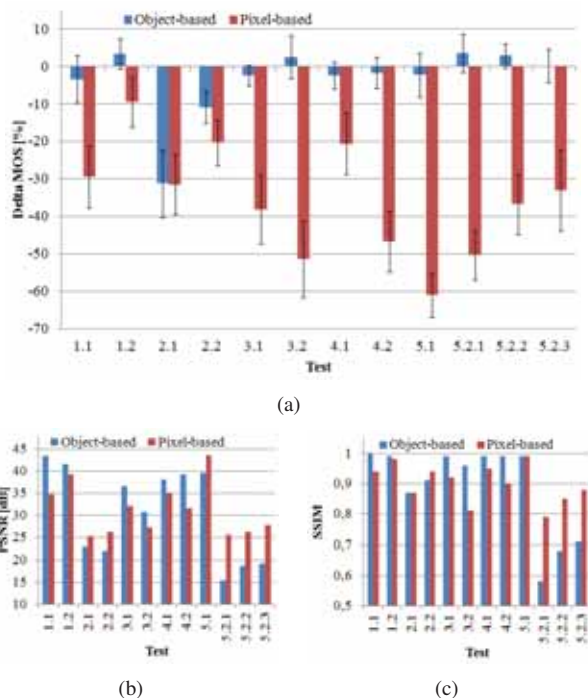 Object-based Pixel-based
10
0
-10
-20
-30
-40
-50
-60
-70
Delta MOS [%]
1.1 1.2 2.1 2.2 3.1 3.2 4.1 4.2 5.1 5.2.1 5.2.2 5.2.3
Test
(a)
Object-based Pixel-based
45
40
35
30
25
20
15
10
PSNR [dB]
1.1 1.2 2.1 2.2 3.1 3.2 4.1 4.2 5.1 5.2.1 5.2.2 5.2.3
Test
(b)
Object-based Pixel-based
1
0,9
0,8
0,7
0,6
0,5
SSIM
1.1 1.2 2.1 2.2 3.1 3.2 4.1 4.2 5.1 5.2.1 5.2.2 5.2.3
Test
(c)